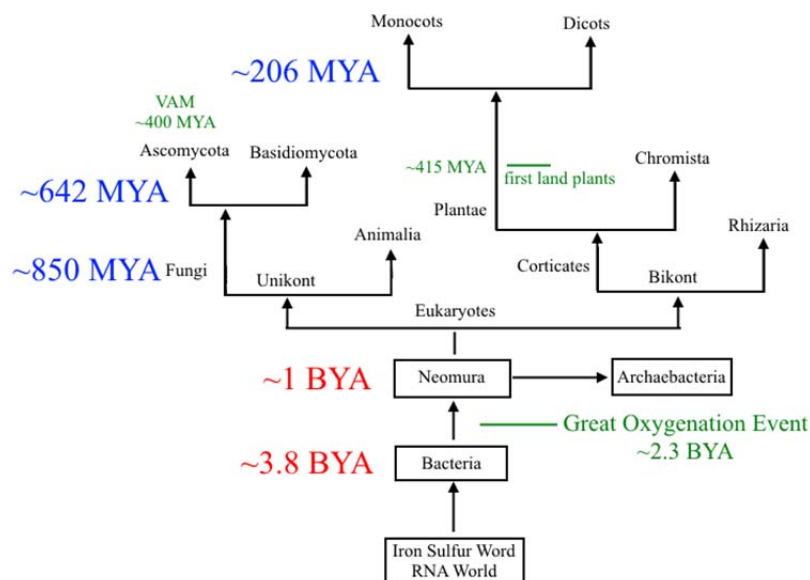 Monocots
Dicots
~206 MYA
VAM
~400 MYA
Ascomycota
Basidiomycota
~415 MYA
first land plants
Chromista
~642 MYA
Plantae
Animalia
Rhizaria
~850 MYA
Fungi
Unikont
Corticates
Bikont
Eukaryotes
~1 BYA
Neomura
Archaebacteria
Great Oxygenation Event
~2.3 BYA
~3.8 BYA
Bacteria
Iron Sulfur Word
RNA World